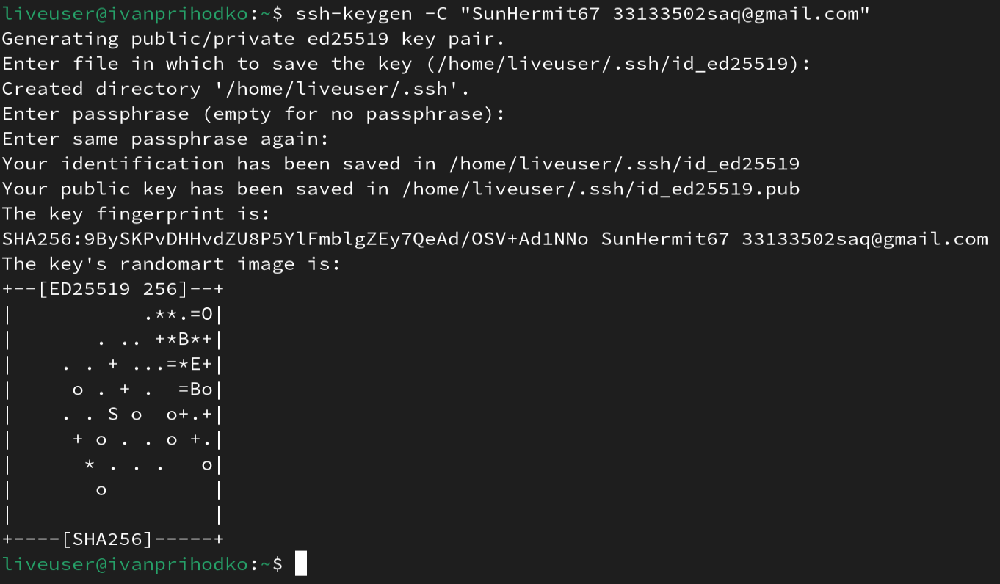 liveuser@ivanprihodko:~$ ssh-keygen -C "SunHermit67 33133502saq@gmail.com"
Generating public/private ed25519 key pair.
Enter file in which to save the key (/home/liveuser/.ssh/id_ed25519):
Created directory '/home/liveuser/.ssh'.
Enter passphrase (empty for no passphrase):
Enter same passphrase again:
Your identification has been saved in /home/liveuser/.ssh/id_ed25519
Your public key has been saved in /home/liveuser/.ssh/id_ed25519.pub
The key fingerprint is:
SHA256:9BySKPvDHHvdZU8P5YlFmblgZEy7QeAd/OSV+Ad1NNo SunHermit67 33133502saq@gmail.com
The key's randomart image is:
+--[ED25519 256]--+
|            .**.=O|
|        . .. +*B*+|
|     . . + ...=*E+|
|      o . + .  =Bo|
|     . . S o  o+.+|
|      + o . . o +.|
|       * . . .   o|
|        o         |
|                  |
+----[SHA256]-----+
liveuser@ivanprihodko:~$